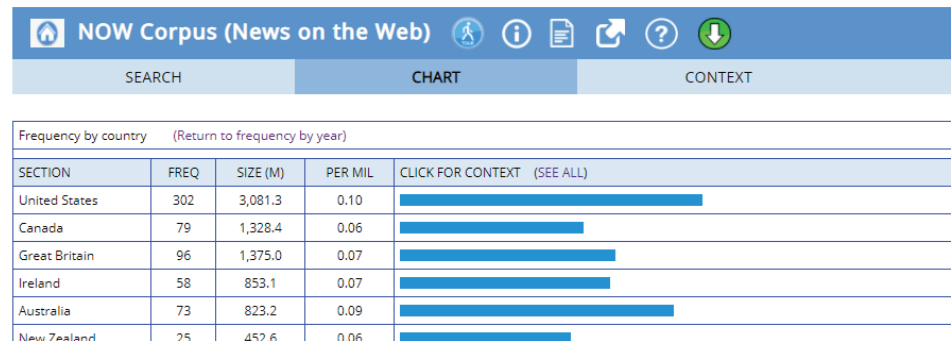 NOW Corpus (News on the Web)
SEARCH CHART CONTEXT
Frequency by country (Return to frequency by year)
SECTION FREQ SIZE (M) PER MIL CLICK FOR CONTEXT (SEE ALL)
United States 302 3,081.3 0.10
Canada 79 1,328.4 0.06
Great Britain 96 1,375.0 0.07
Ireland 58 853.1 0.07
Australia 73 823.2 0.09
New Zealand 25 452.6 0.06